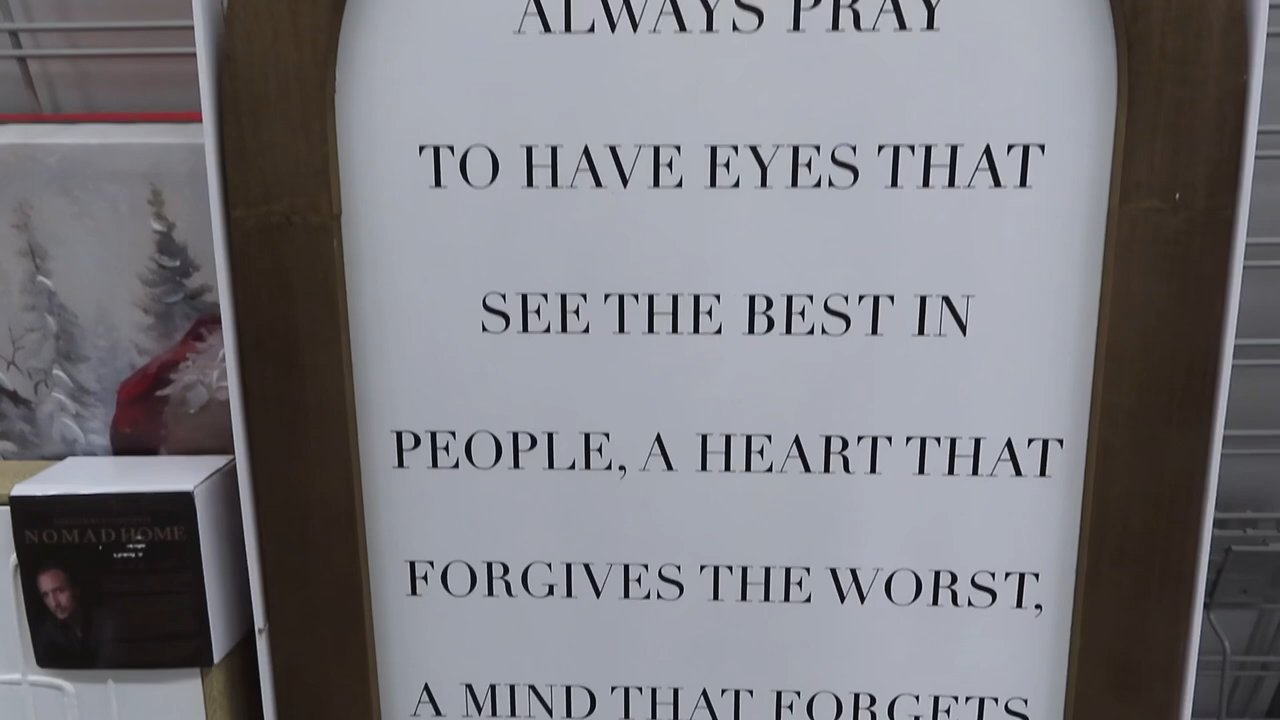 ALWAYS PRAY
TO HAVE EYES THAT
SEE THE BEST IN
PEOPLE, A HEART THAT
FORGIVES THE WORST,
A MIND THAT FORGETS
NOMAD HOME